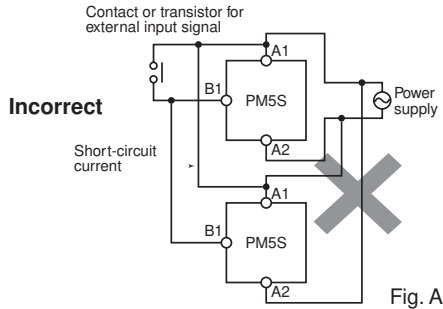 Contact or transistor for
external input signal
A1
B1
PM5S
Power
supply
Incorrect
A2
Short-circuit
current
A1
B1
PM5S
A2
Fig. A